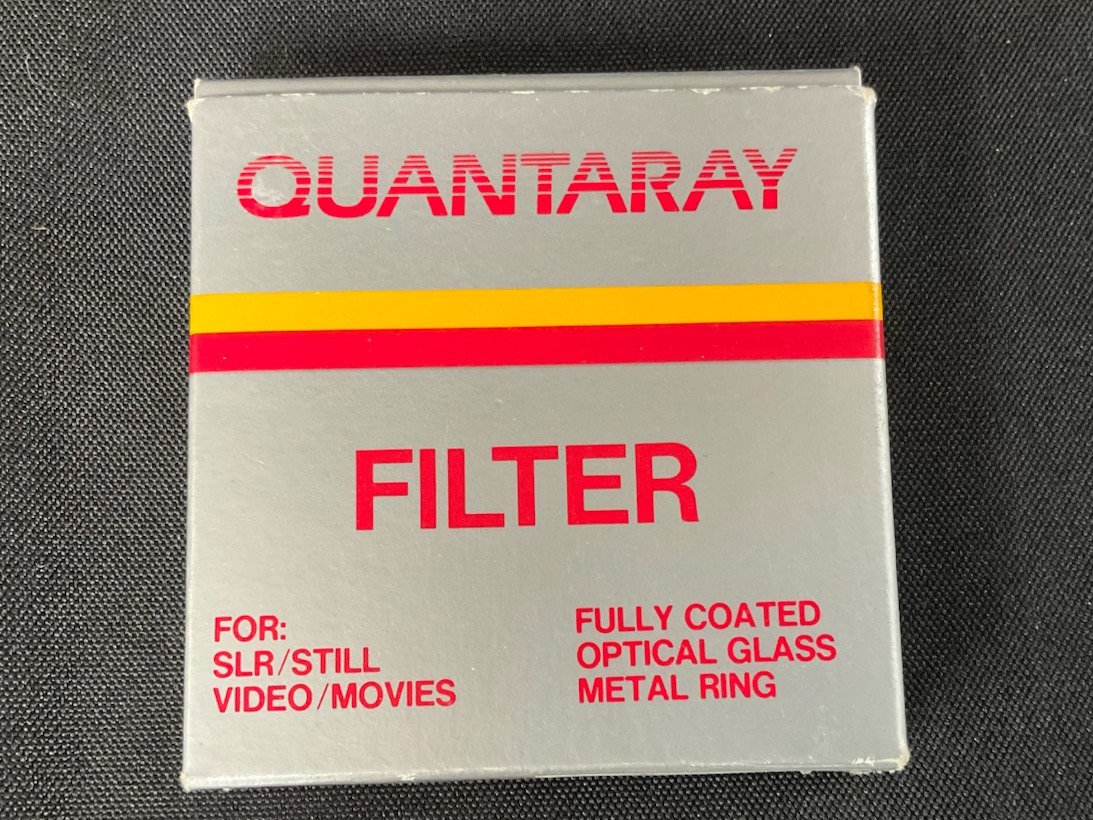 QUANTARAY
FILTER
FOR:
SLR/STILL
VIDEO/MOVIES
FULLY COATED
OPTICAL GLASS
METAL RING